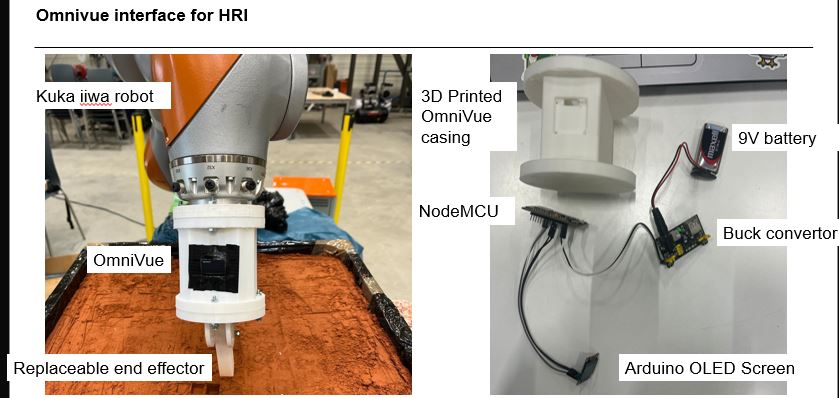 Omnivue interface for HRI
Kuka iiwa robot
OmniVue
Replaceable end effector
3D Printed
OmniVue
casing
9V battery
NodeMCU
Buck convertor
Arduino OLED Screen
maxell